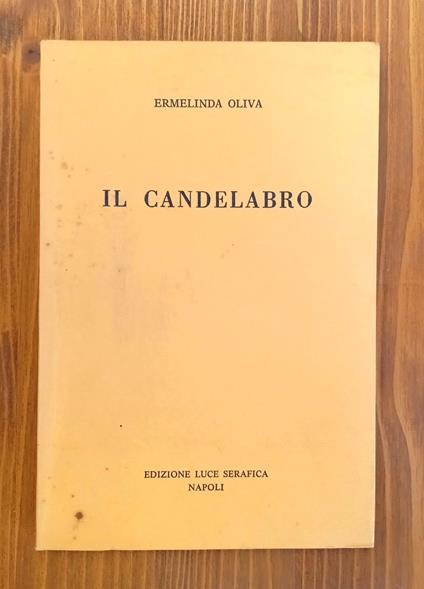 ERMELINDA OLIVA
IL CANDELABRO
EDIZIONE LUCE SERAFICA
NAPOLI